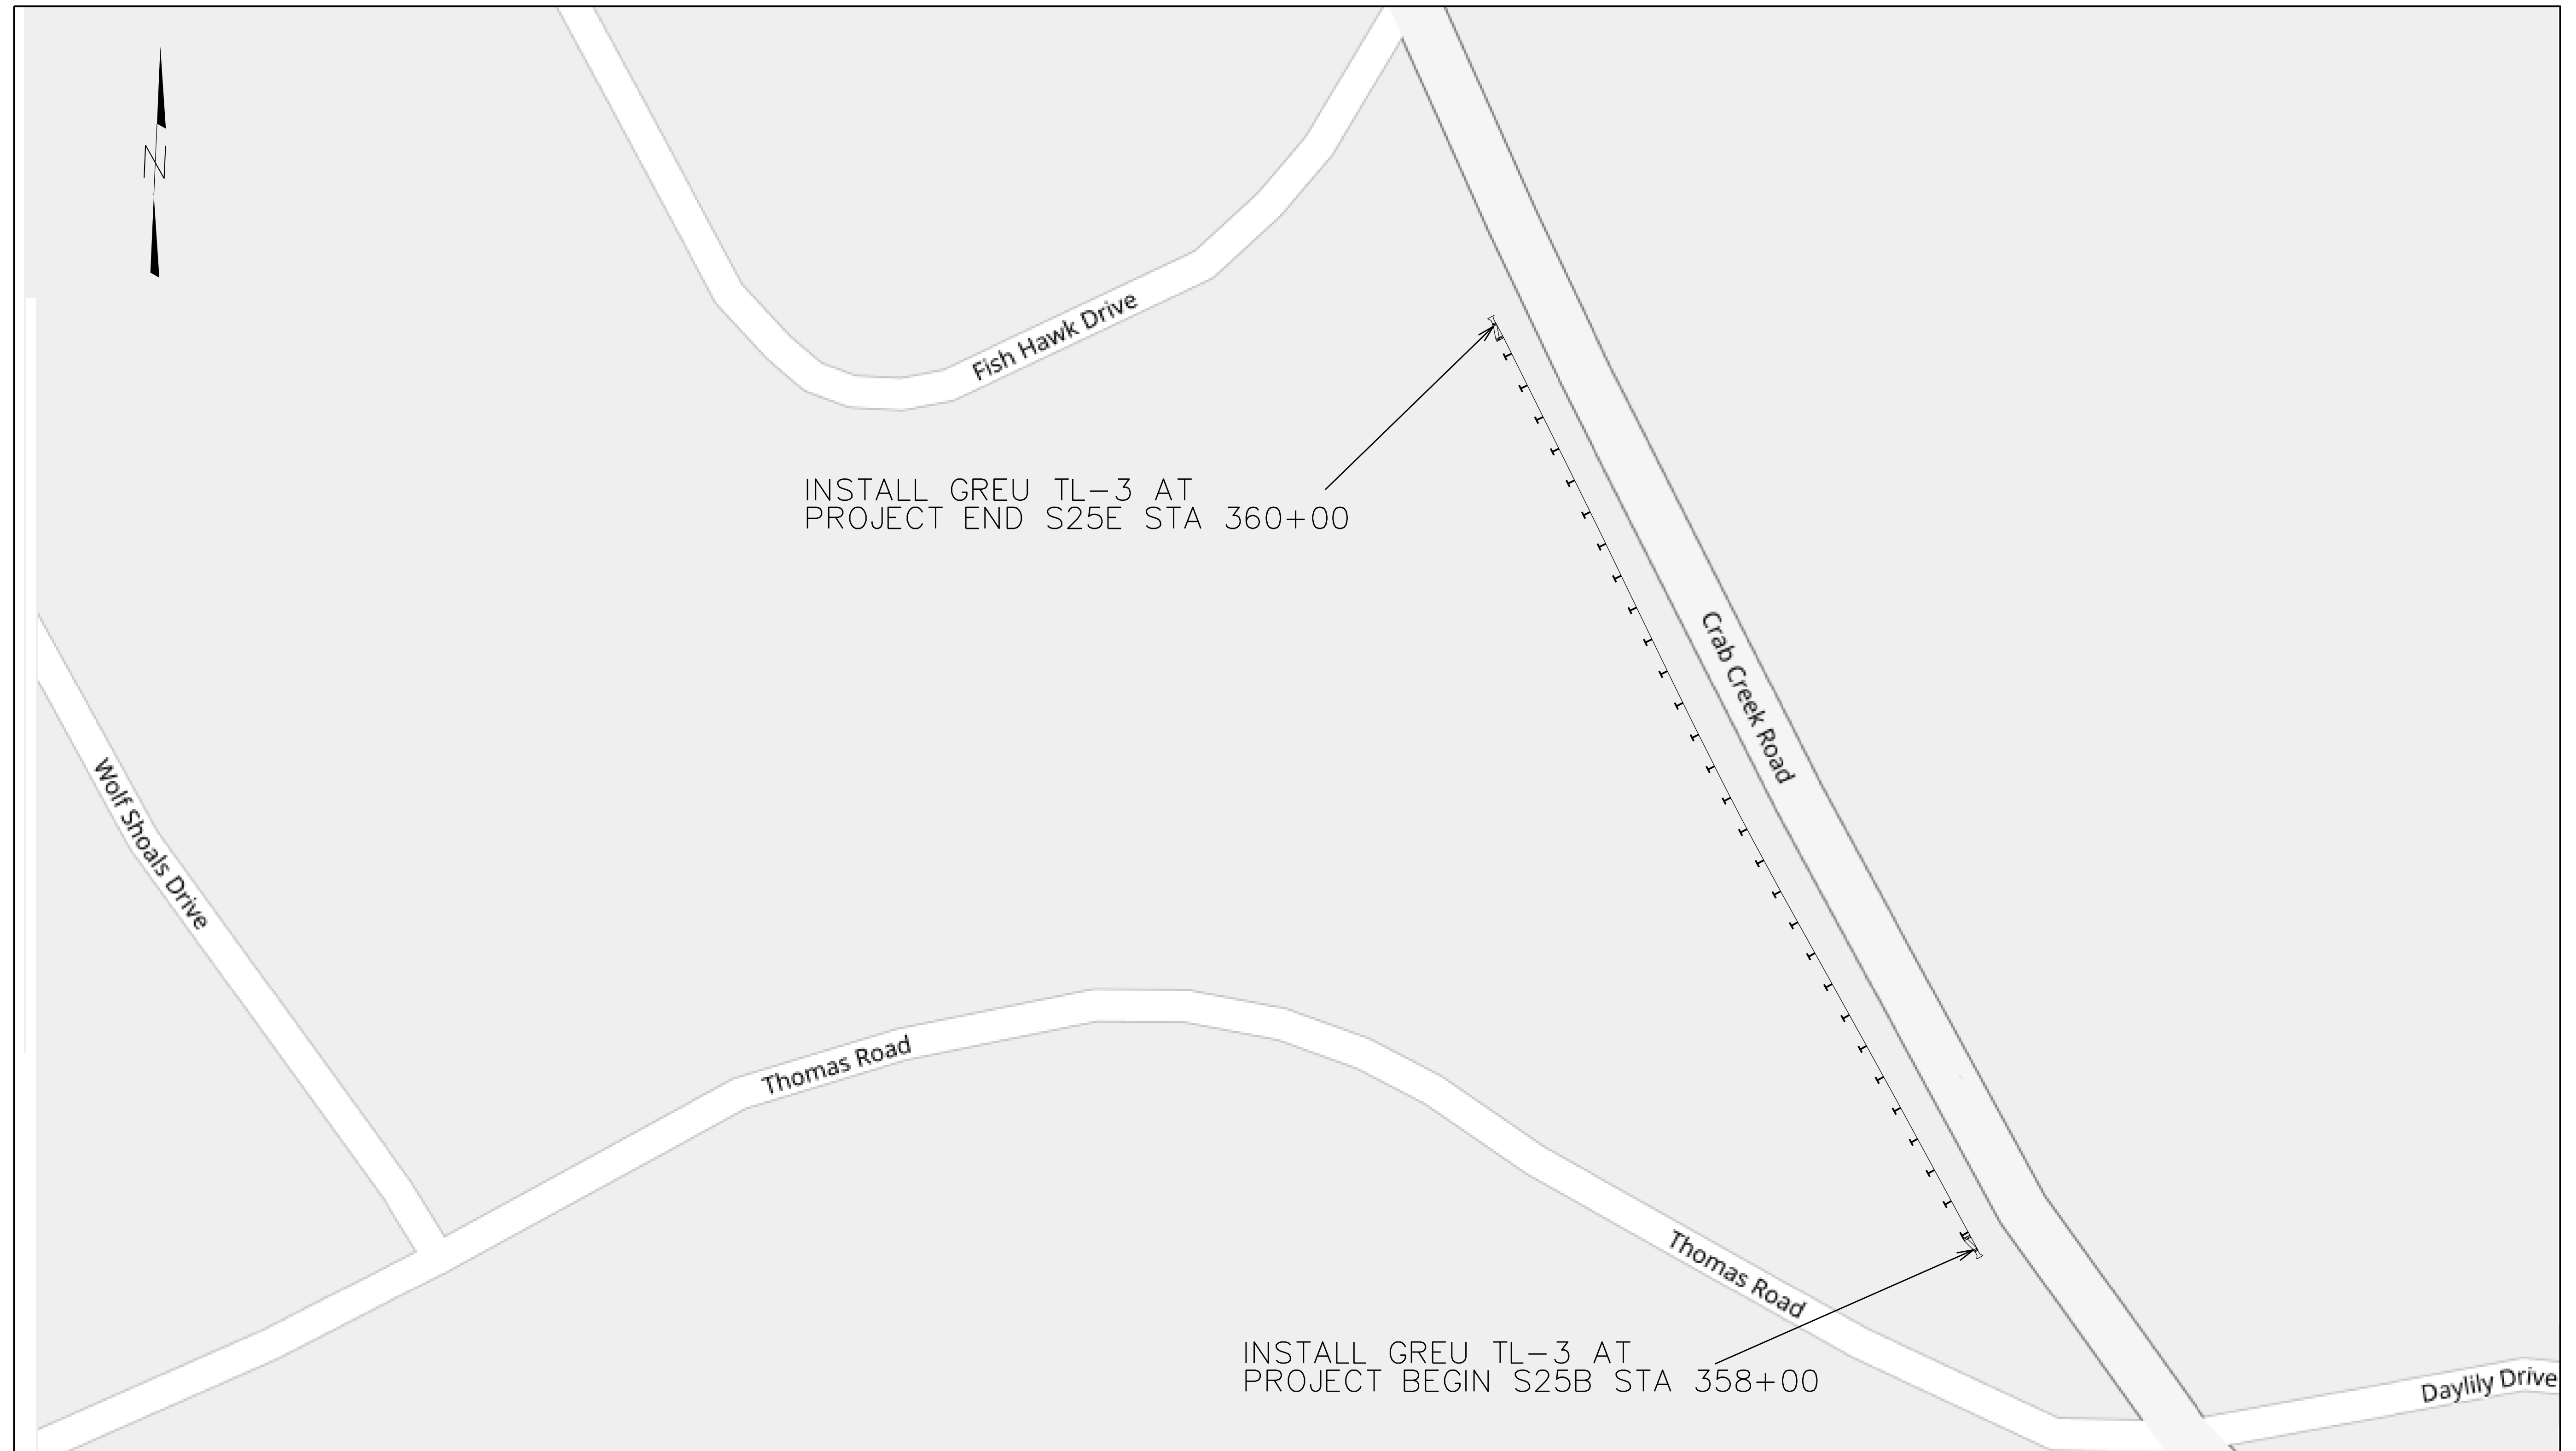 N
Fish Hawk Drive
INSTALL GREU TL-3 AT
PROJECT END S25E STA 360+00
Crab Creek Road
Wolf Shoals Drive
Thomas Road
Thomas Road
INSTALL GREU TL-3 AT
PROJECT BEGIN S25B STA 358+00
Daylily Drive